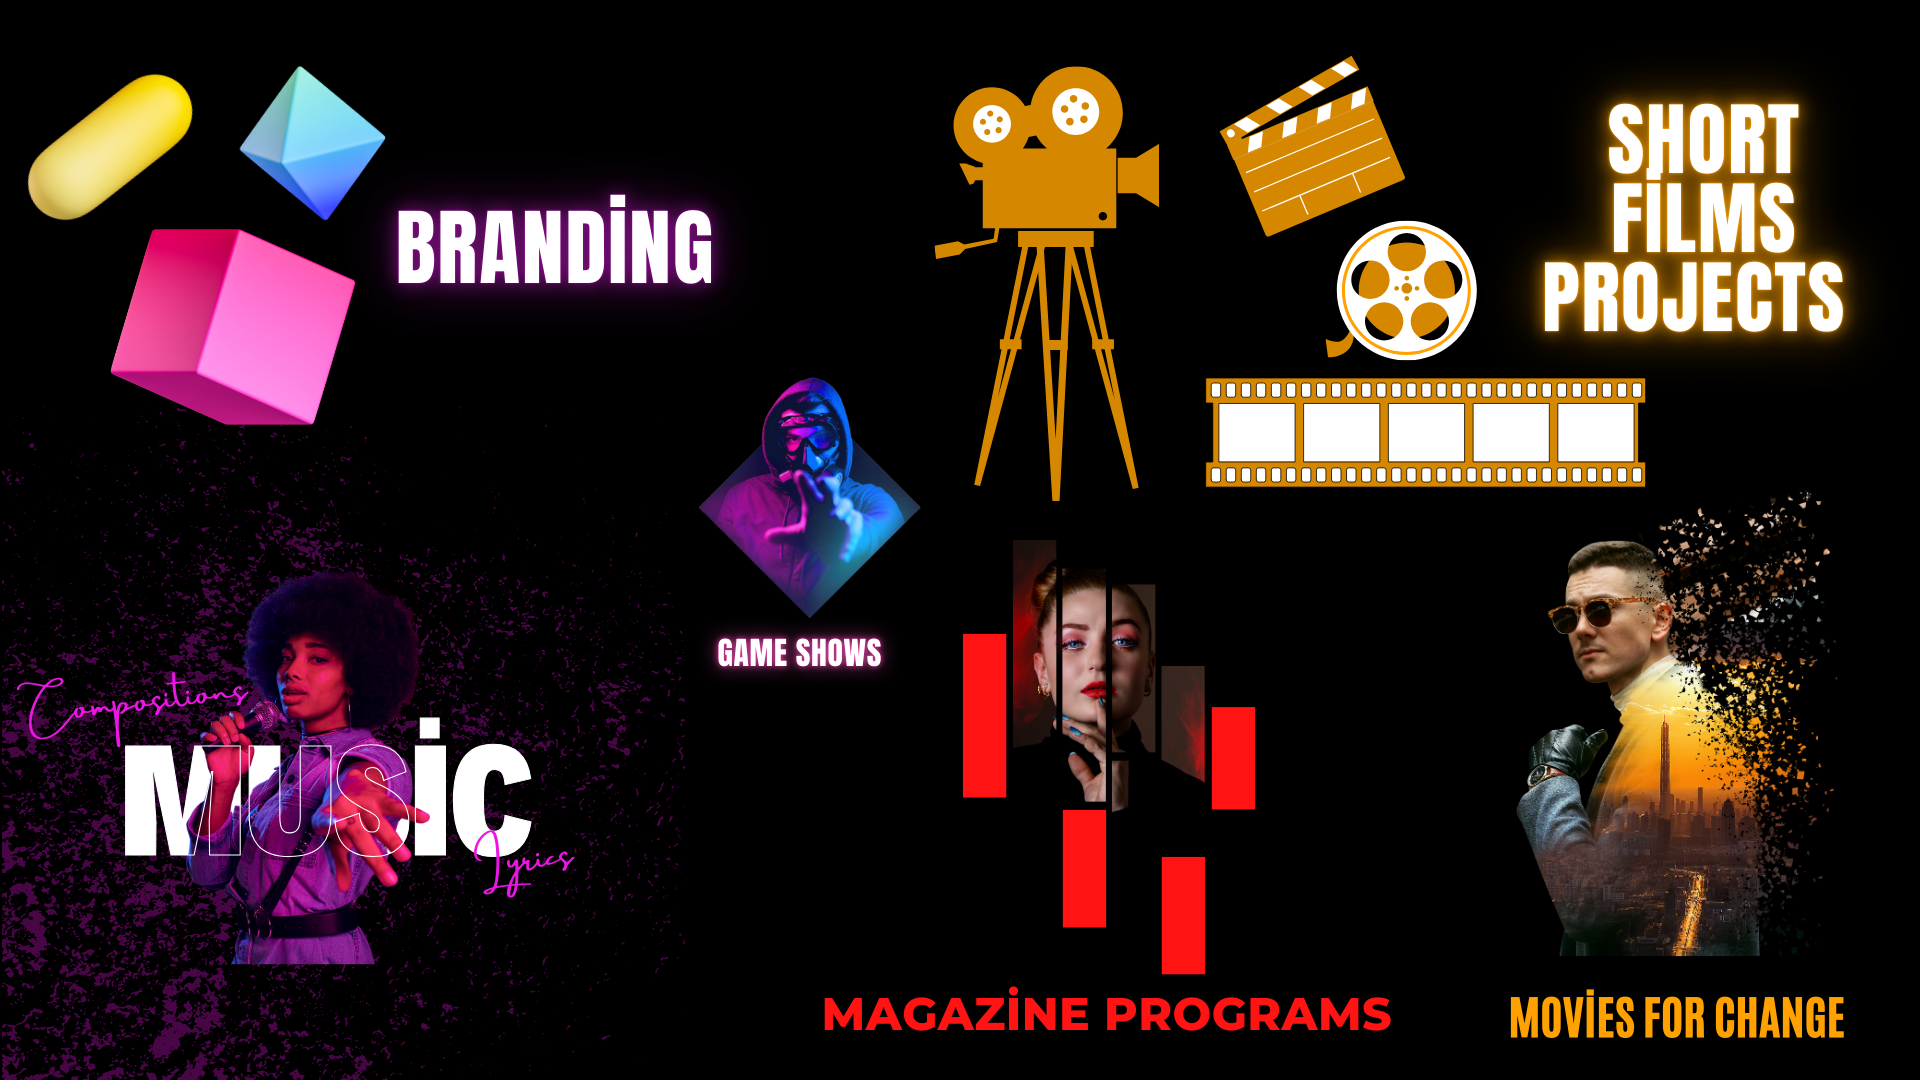 BRANDİNG
SHORT
FİLMS
PROJECTS
GAME SHOWS
Compositions
MUSİC
Lyrics
MAGAZİNE PROGRAMS
MOVİES FOR CHANGE